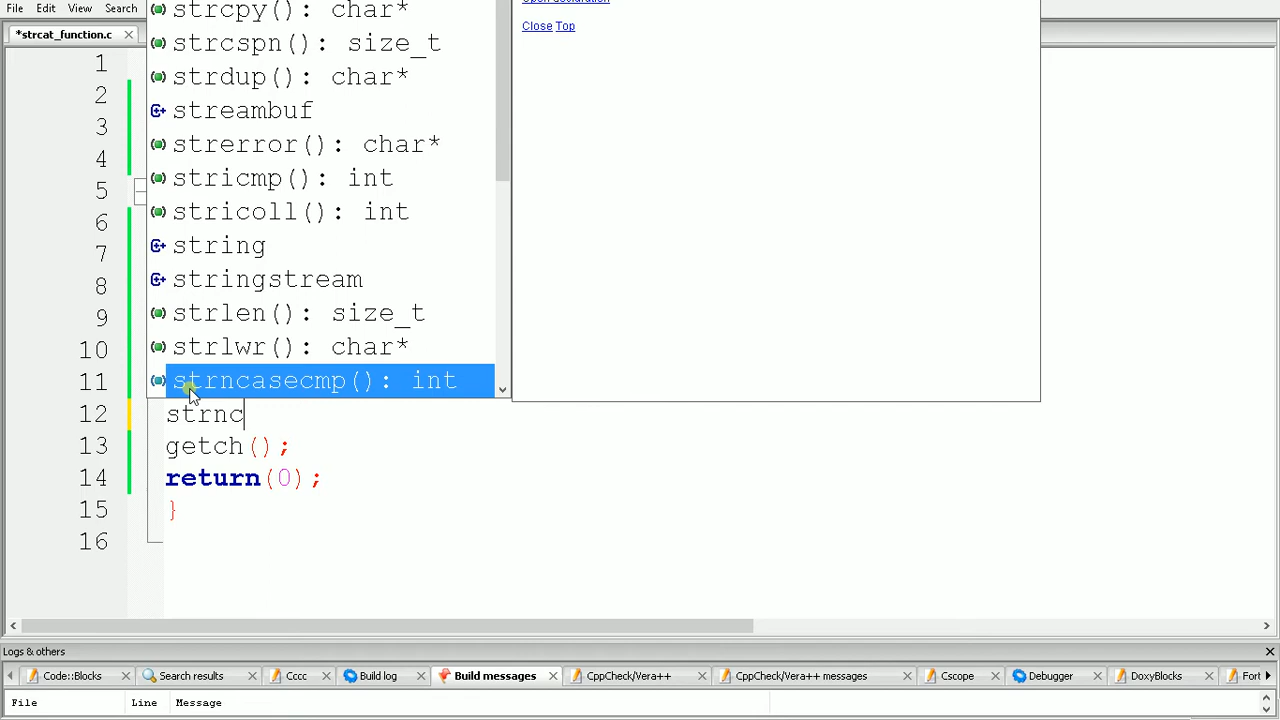 File Edit View Search
*strcat_function.c
1
2
3
4
5
6
7
8
9
10
11
12
13
14
15
16
strcpy(): char*
strcspn(): size_t
strdup(): char*
streambuf
strerror(): char*
stricmp(): int
stricoll(): int
string
stringstream
strlen(): size_t
strlwr(): char*
strncasecmp(): int
Open declaration
Close Top
strnc
getch();
return(0);
}
Logs & others
Code::Blocks Search results Cccc Build log Build messages CppCheck/Vera++ CppCheck/Vera++ messages Cscope Debugger DoxyBlocks Fort
File Line Message